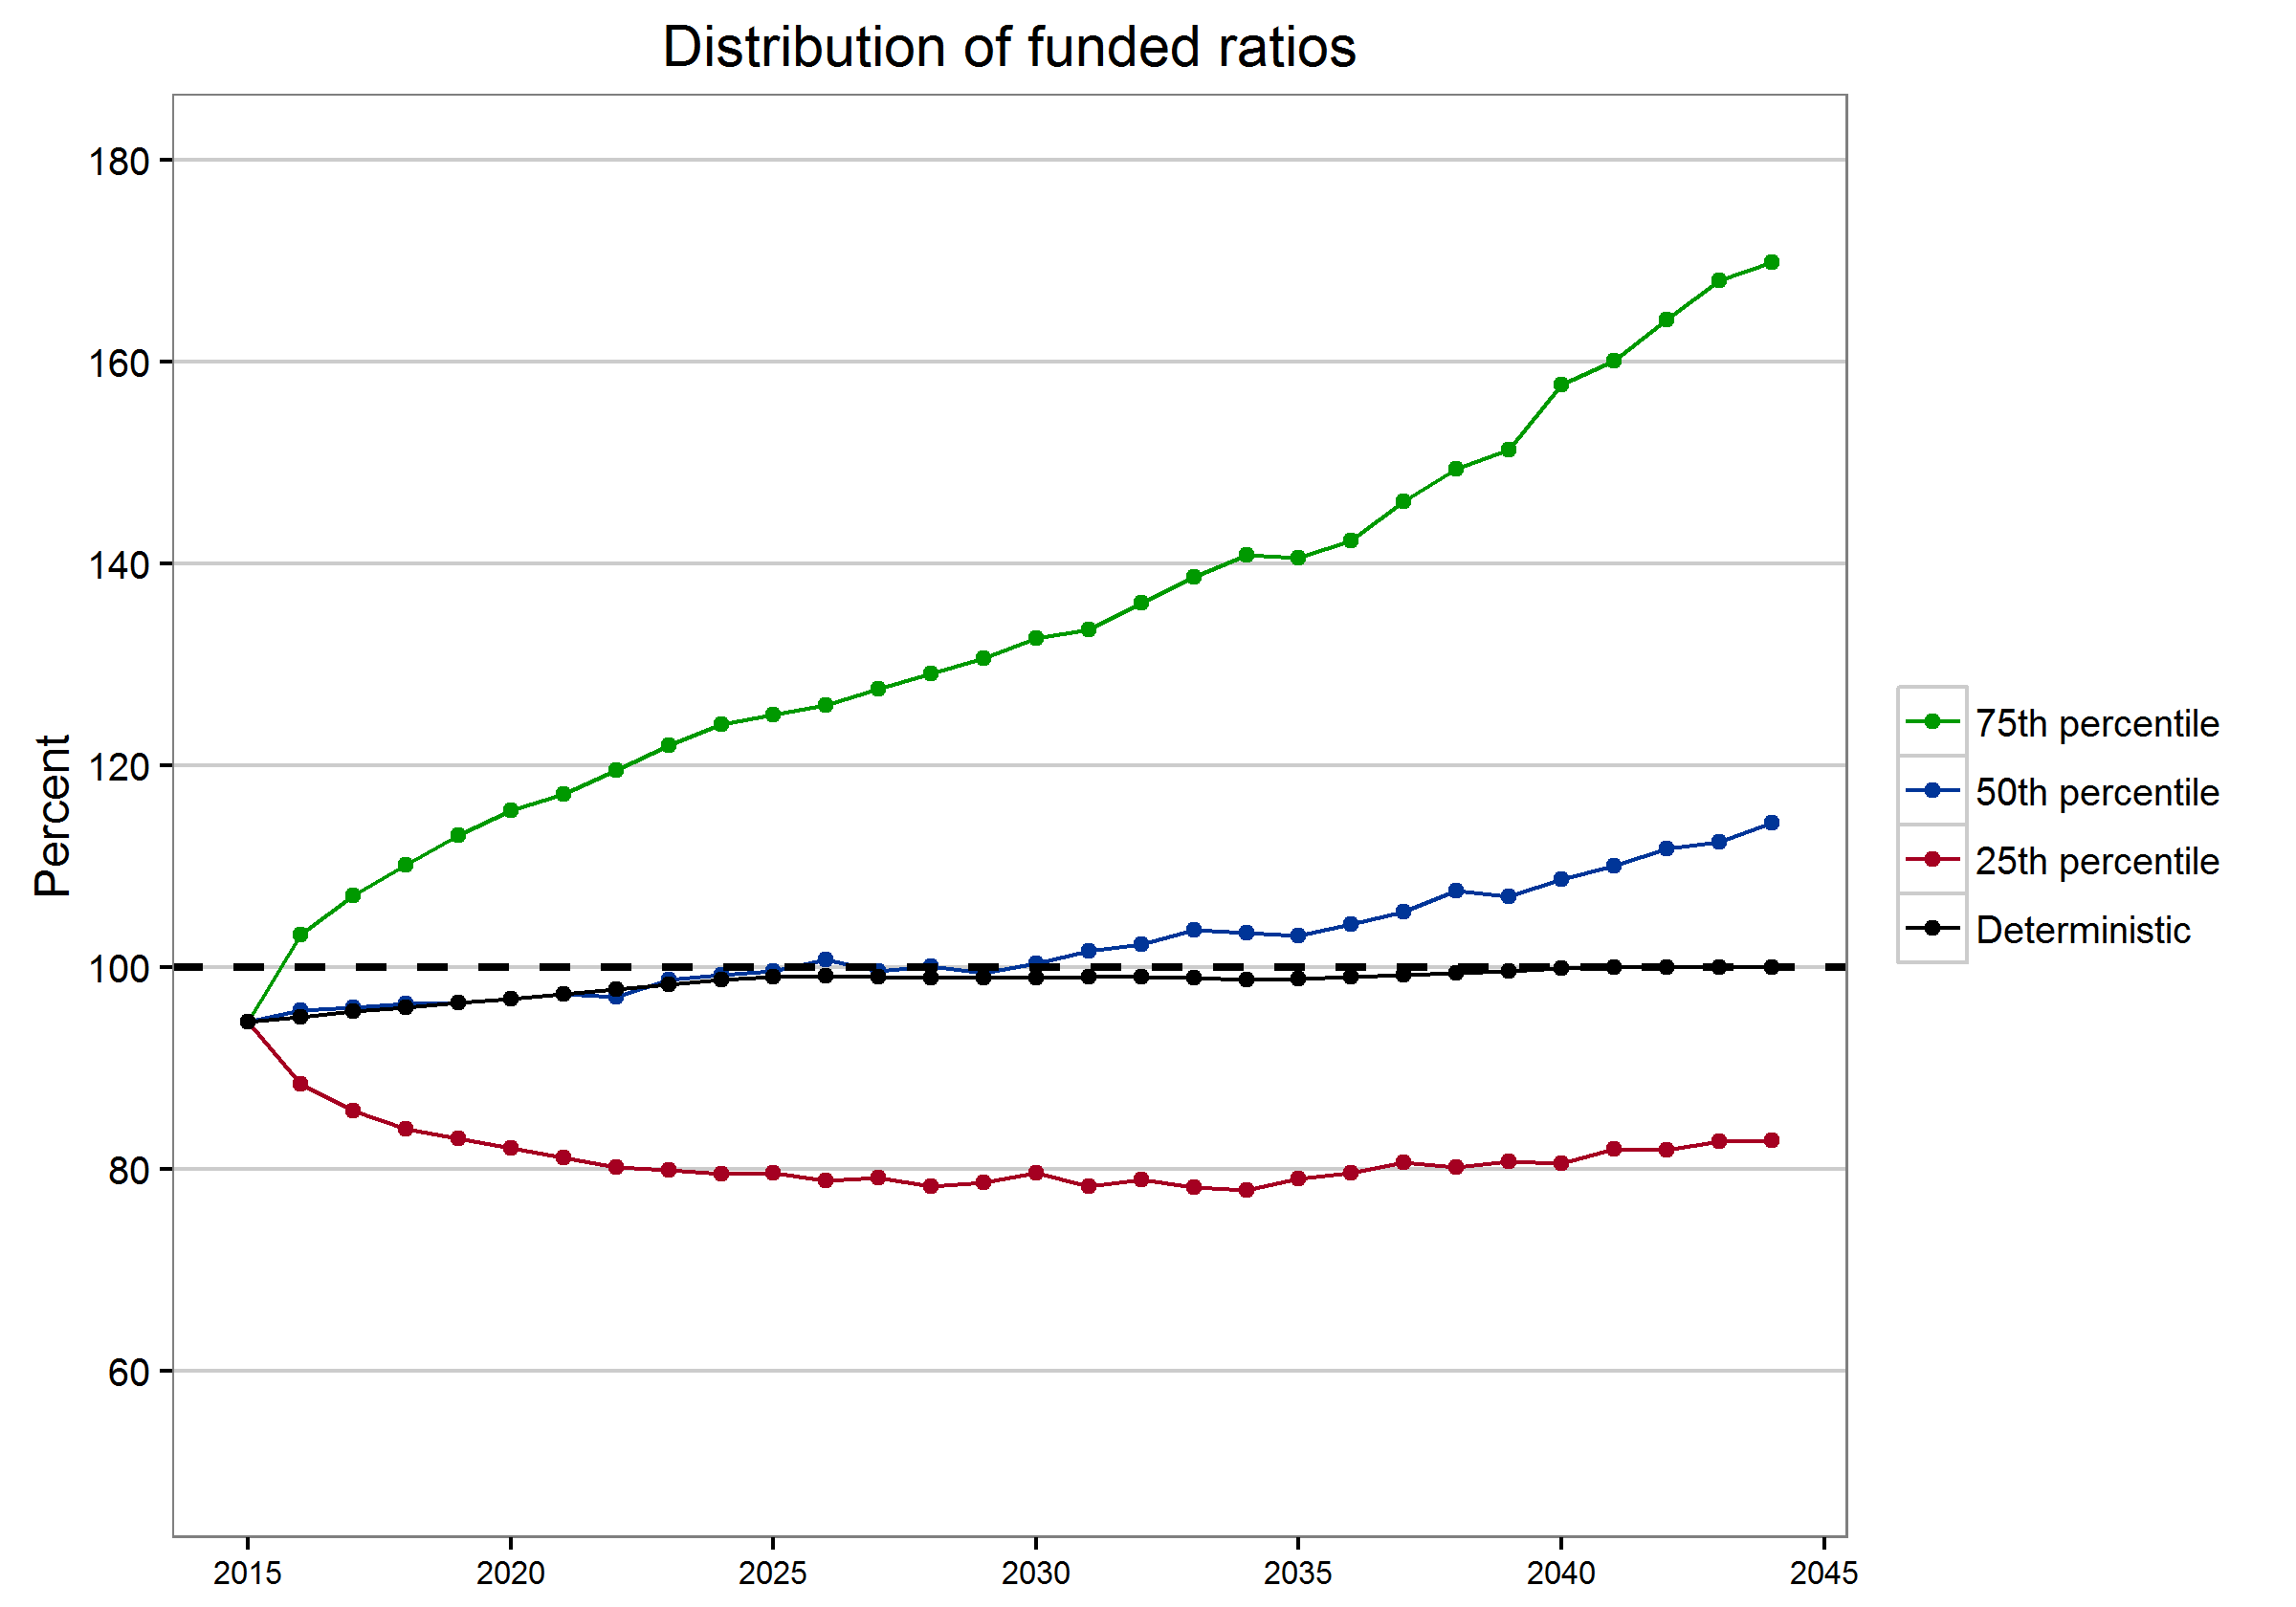 Distribution of funded ratios
Percent
180
160
140
120
100
80
60
2015 2020 2025 2030 2035 2040 2045
75th percentile
50th percentile
25th percentile
Deterministic